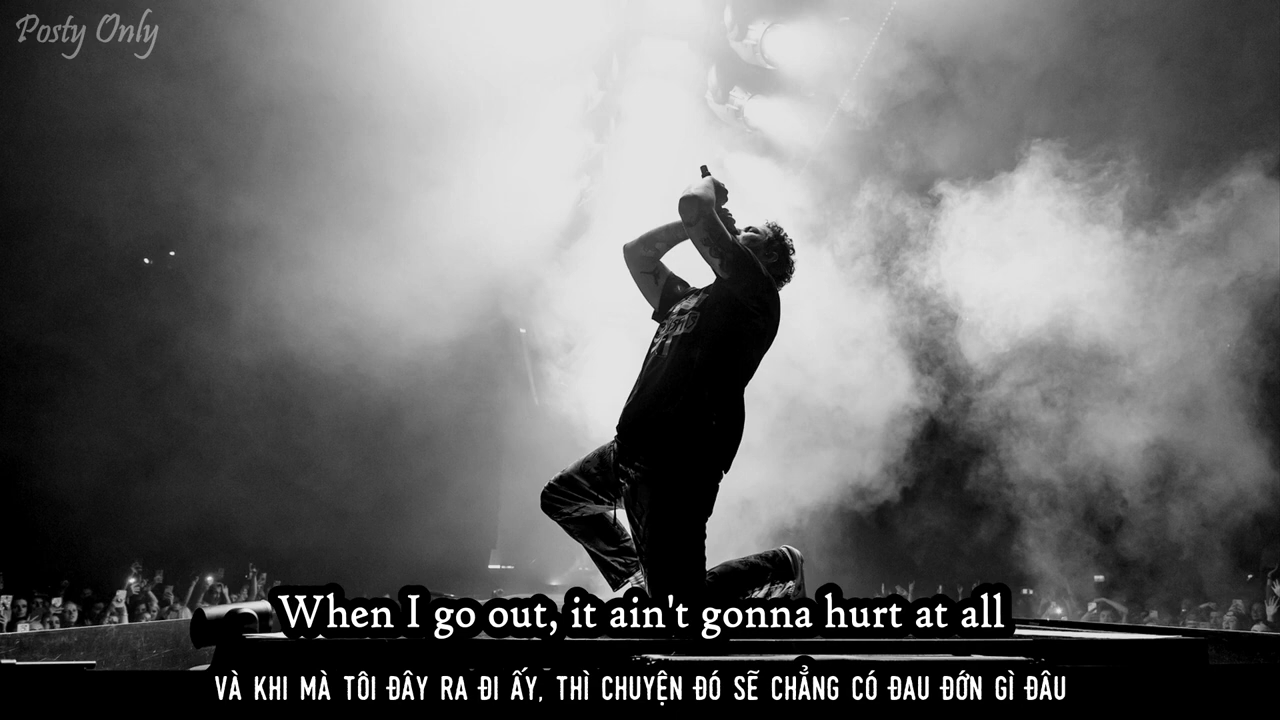 Posty Only
When I go out, it ain't gonna hurt at all
VÀ KHI MÀ TÔI ĐÂY RA ĐI ẤY, THÌ CHUYỆN ĐÓ SẼ CHẲNG CÓ ĐAU ĐỚN GÌ ĐÂU